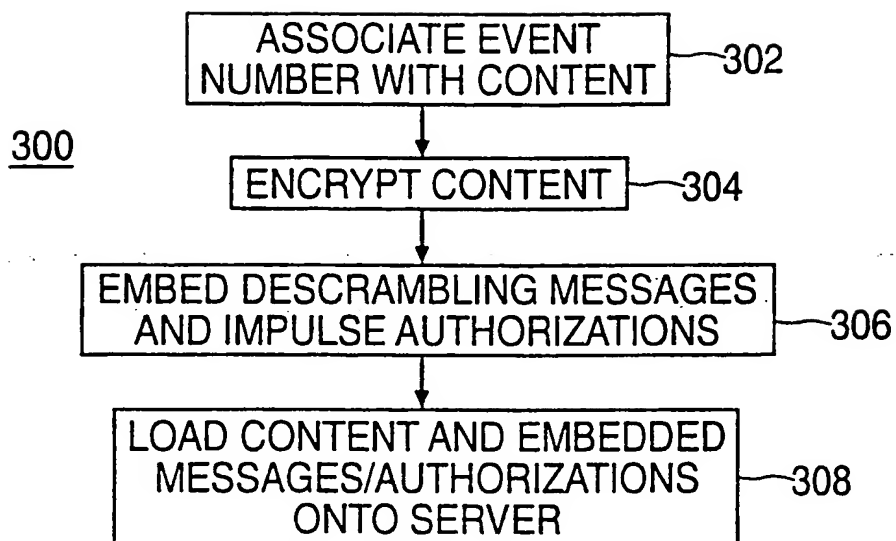 ASSOCIATE EVENT
NUMBER WITH CONTENT
302
300
ENCRYPT CONTENT
304
EMBED DESCRAMBLING MESSAGES
AND IMPULSE AUTHORIZATIONS
306
LOAD CONTENT AND EMBEDDED
MESSAGES/AUTHORIZATIONS
ONTO SERVER
308